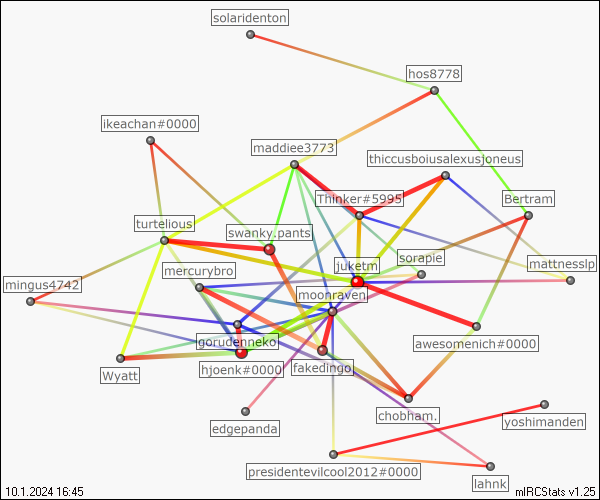 solaridenton
hos8778
ikeachan#0000
maddiee3773
thiccusboiusalexusjoneus
Thinker#5995
Bertram
turtelious
swanky.pants
sorapie
juketm
mercurybro
mattnesslp
mingus4742
moonraven
gorudenneko
awesomenich#0000
hjoenk#0000
fakedingo
Wyatt
chobham.
edgepanda
yoshimanden
presidentevilcool2012#0000
lahnk
10.1.2024 16:45
mIRCStats v1.25